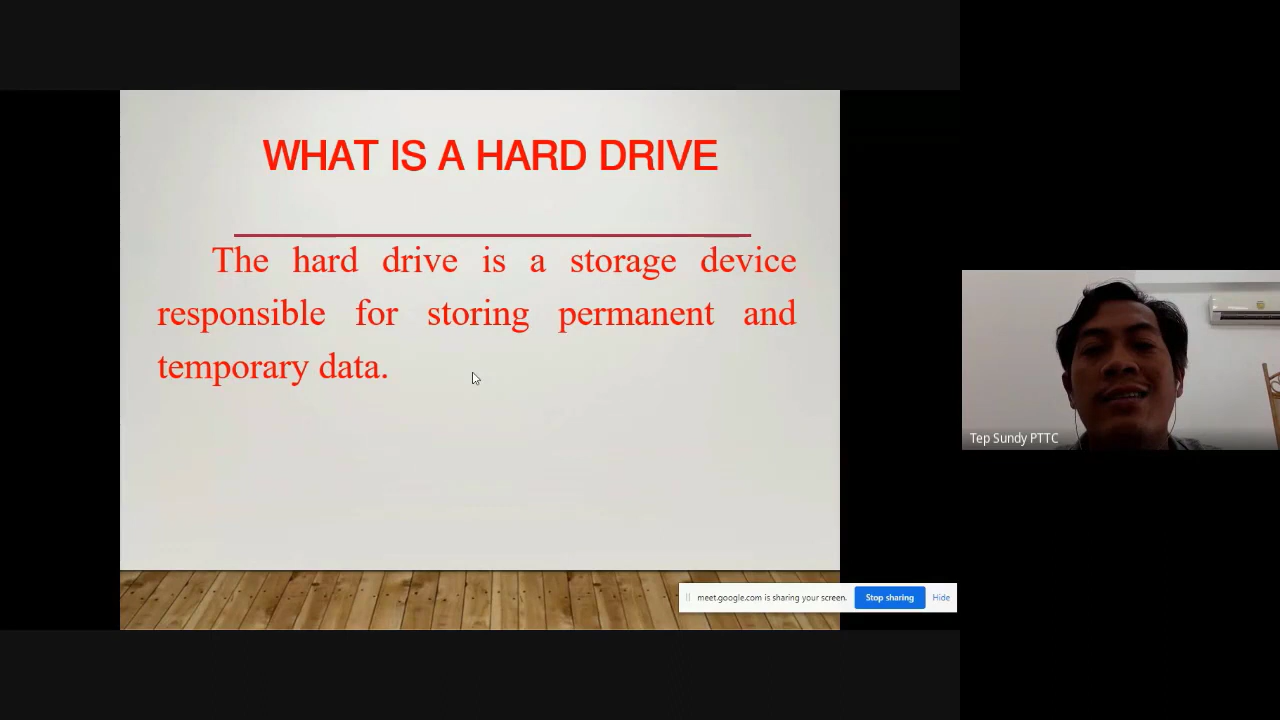 WHAT IS A HARD DRIVE
The hard drive is a storage device
responsible for storing permanent and
temporary data.
Tep Sundy PTTC
meet.google.com is sharing your screen. Stop sharing Hide